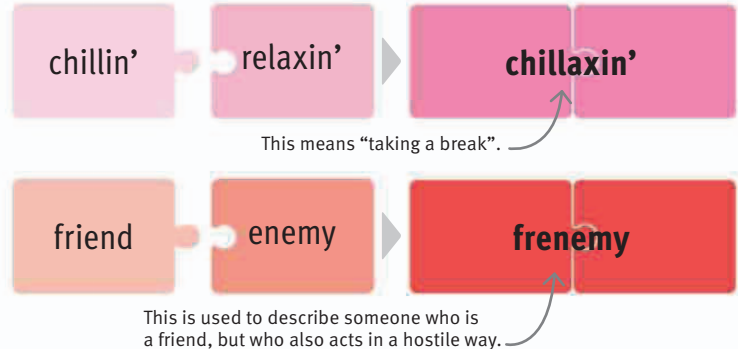 chillin’ relaxin’ chillaxin’
This means “taking a break”.
friend enemy frenemy
This is used to describe someone who is
a friend, but who also acts in a hostile way.